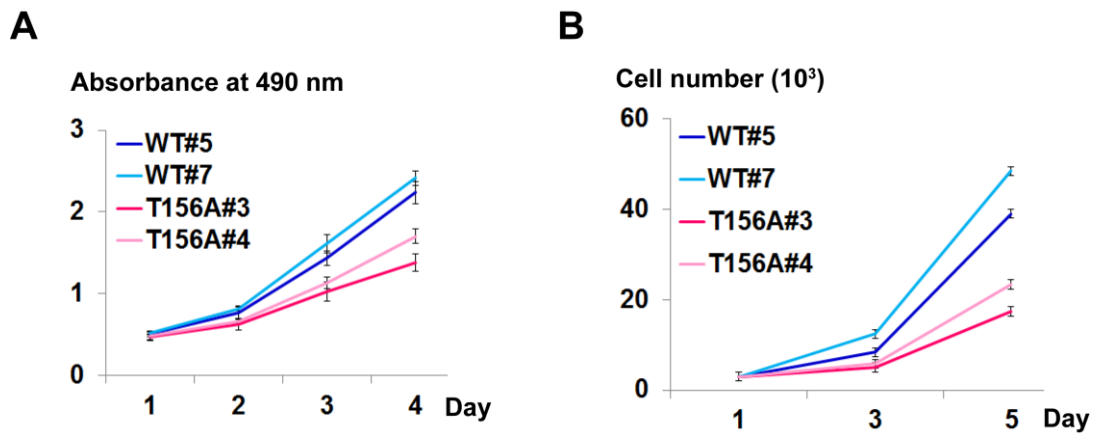 A
Absorbance at 490 nm
3
2
1
0
WT#5
WT#7
T156A#3
T156A#4
1 2 3 4 Day
B
Cell number (10³)
60
40
20
0
WT#5
WT#7
T156A#3
T156A#4
1 3 5 Day